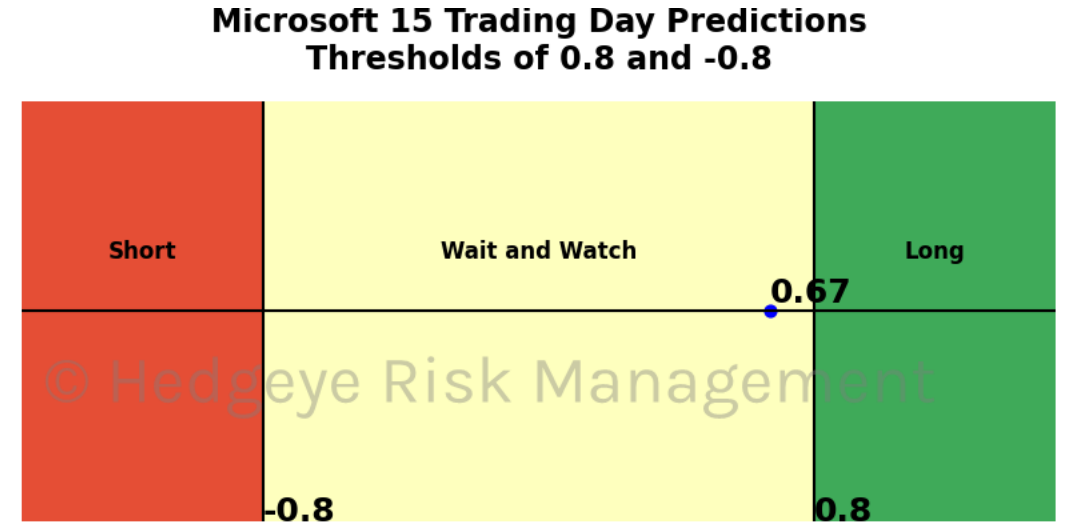 Microsoft 15 Trading Day Predictions
Thresholds of 0.8 and -0.8
Short
Wait and Watch
Long
0.67
© Hedgeye Risk Management
-0.8
0.8